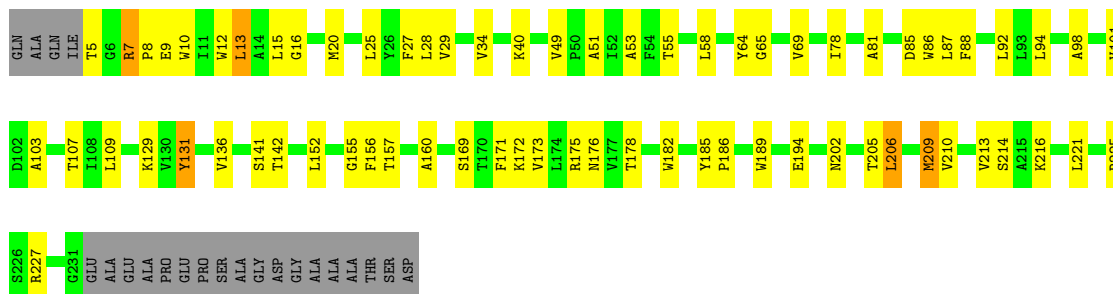 GLN ALA GLN ILE T5 G6 R7 P8 E9 W10 I11 W12 L13 A14 L15 G16 M20 L25 Y26 F27 L28 V29 V34 K40 V49 P50 A51 I52 A53 F54 T55 L58 Y64 G65 V69 I78 A81 D85 W86 L87 F88 L92 L93 L94 A98
D102 A103 T107 I108 L109 K129 V130 Y131 V136 S141 T142 L152 G155 F156 T157 A160 S169 T170 F171 K172 V173 L174 R175 N176 V177 T178 W182 Y185 P186 W189 E194 N202 T205 L206 M209 V210 V213 S214 A215 K216 L221
S226 R227 G231 GLU ALA GLU ALA PRO GLU PRO SER ALA GLY ASP GLY ALA ALA ALA THR SER ASP